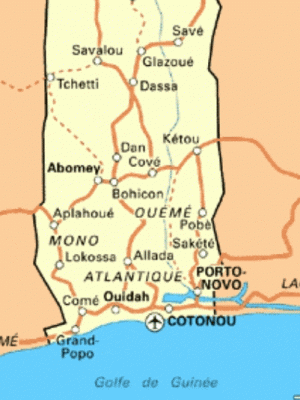 Savé
Savalou
Glazoué
Tchetti
Dassa
Kétou
Dan
Abomey
Cové
Bohicon
Aplahoué
OUÉMÉ
Pobè
MONO
Sakété
Lokossa
Allada
ATLANTIQUE
PORTO-
NOVO
LA
Comé
Ouidah
COTONOU
MÉ
Grand-
Popo
Golfe de Guinée